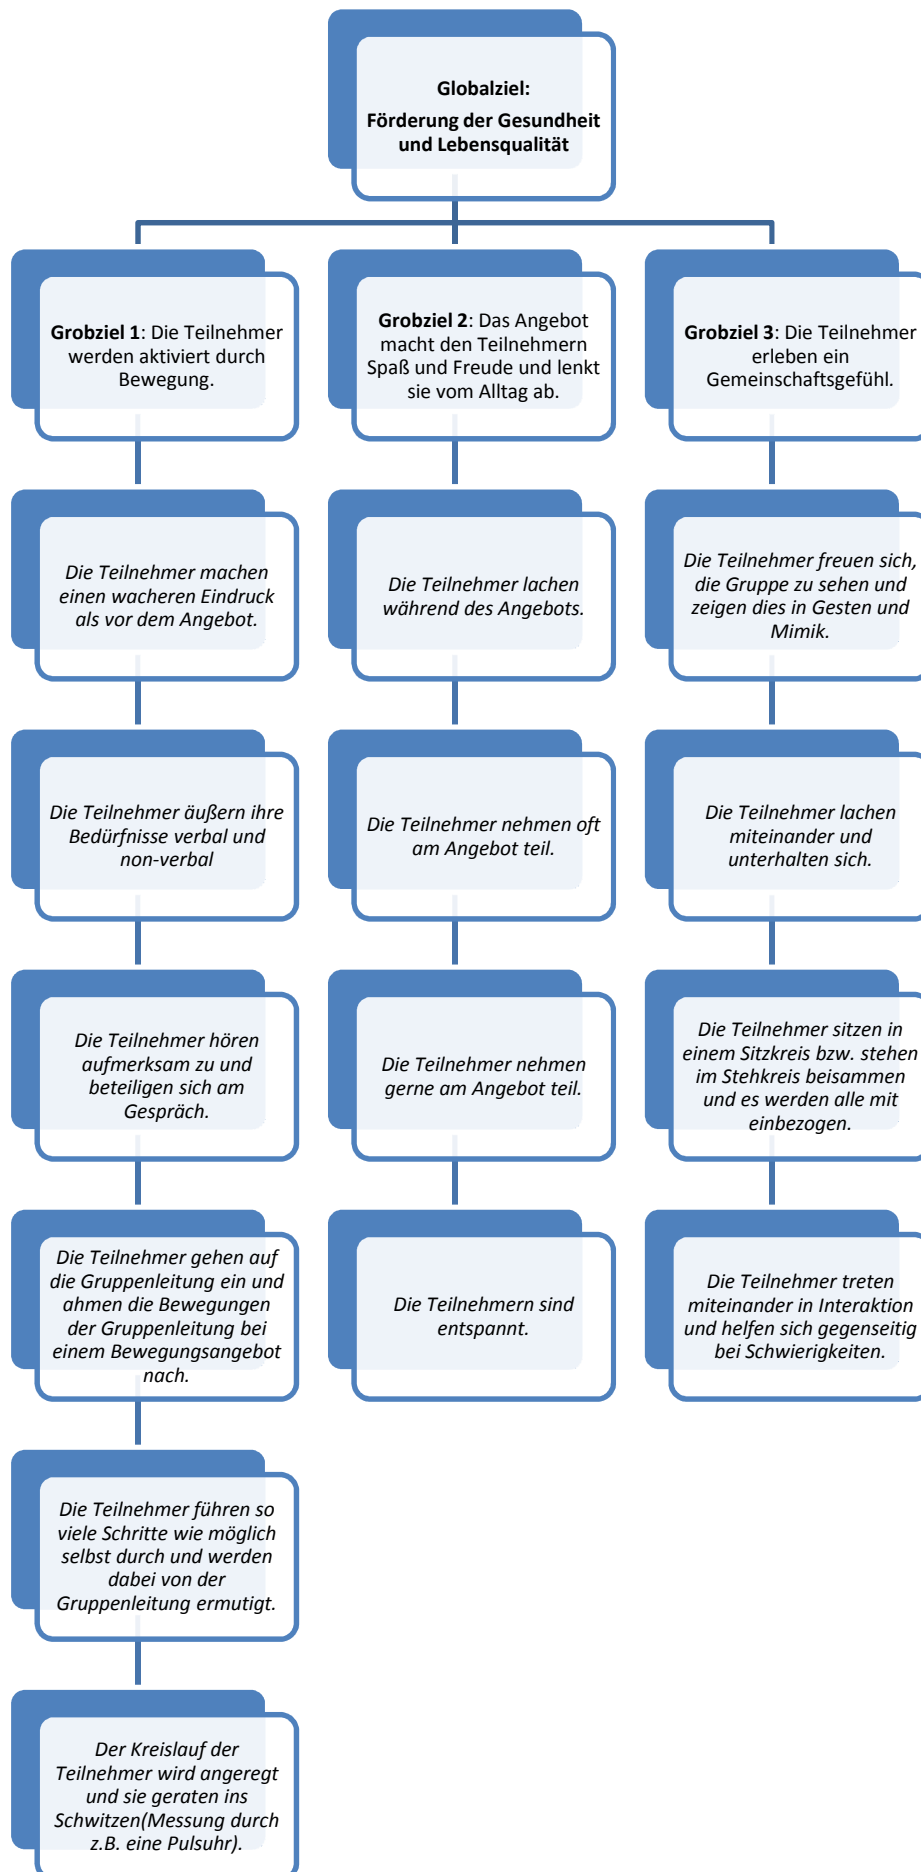 Globalziel:
Förderung der Gesundheit
und Lebensqualität
Grobziel 1: Die Teilnehmer
werden aktiviert durch
Bewegung.
Die Teilnehmer machen
einen wacheren Eindruck
als vor dem Angebot.
Die Teilnehmer äußern ihre
Bedürfnisse verbal und
non-verbal
Die Teilnehmer hören
aufmerksam zu und
beteiligen sich am
Gespräch.
Die Teilnehmer gehen auf
die Gruppenleitung ein und
ahmen die Bewegungen
der Gruppenleitung bei
einem Bewegungsangebot
nach.
Die Teilnehmer führen so
viele Schritte wie möglich
selbst durch und werden
dabei von der
Gruppenleitung ermutigt.
Der Kreislauf der
Teilnehmer wird angeregt
und sie geraten ins
Schwitzen(Messung durch
z.B. eine Pulsuhr).
Grobziel 2: Das Angebot
macht den Teilnehmern
Spaß und Freude und lenkt
sie vom Alltag ab.
Die Teilnehmer lachen
während des Angebots.
Die Teilnehmer nehmen oft
am Angebot teil.
Die Teilnehmer nehmen
gerne am Angebot teil.
Die Teilnehmern sind
entspannt.
Grobziel 3: Die Teilnehmer
erleben ein
Gemeinschaftsgefühl.
Die Teilnehmer freuen sich,
die Gruppe zu sehen und
zeigen dies in Gesten und
Mimik.
Die Teilnehmer lachen
miteinander und
unterhalten sich.
Die Teilnehmer sitzen in
einem Sitzkreis bzw. stehen
im Stehkreis beisammen
und es werden alle mit
einbezogen.
Die Teilnehmer treten
miteinander in Interaktion
und helfen sich gegenseitig
bei Schwierigkeiten.